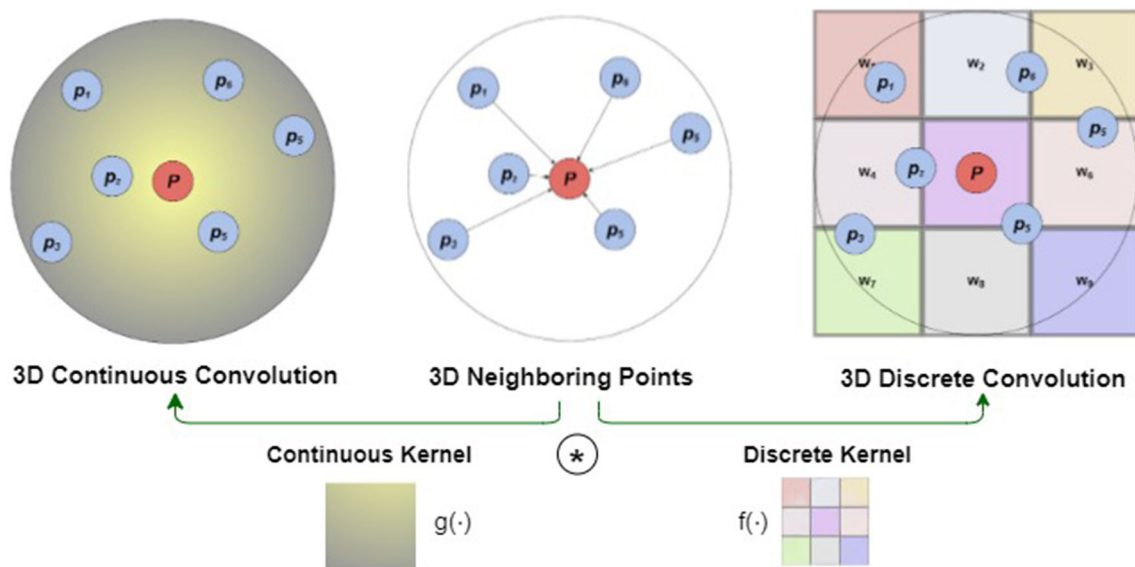 p₁
p₆
p₅
p₂
P
p₅
p₃
3D Continuous Convolution
p₁
p₆
p₅
p₂
P
p₅
p₃
3D Neighboring Points
w₂
w₃
p₁
p₆
p₅
w₄
p₂
P
w₆
p₃
p₅
w₇
w₈
w₉
3D Discrete Convolution
Continuous Kernel
*
Discrete Kernel
g(·)
f(·)